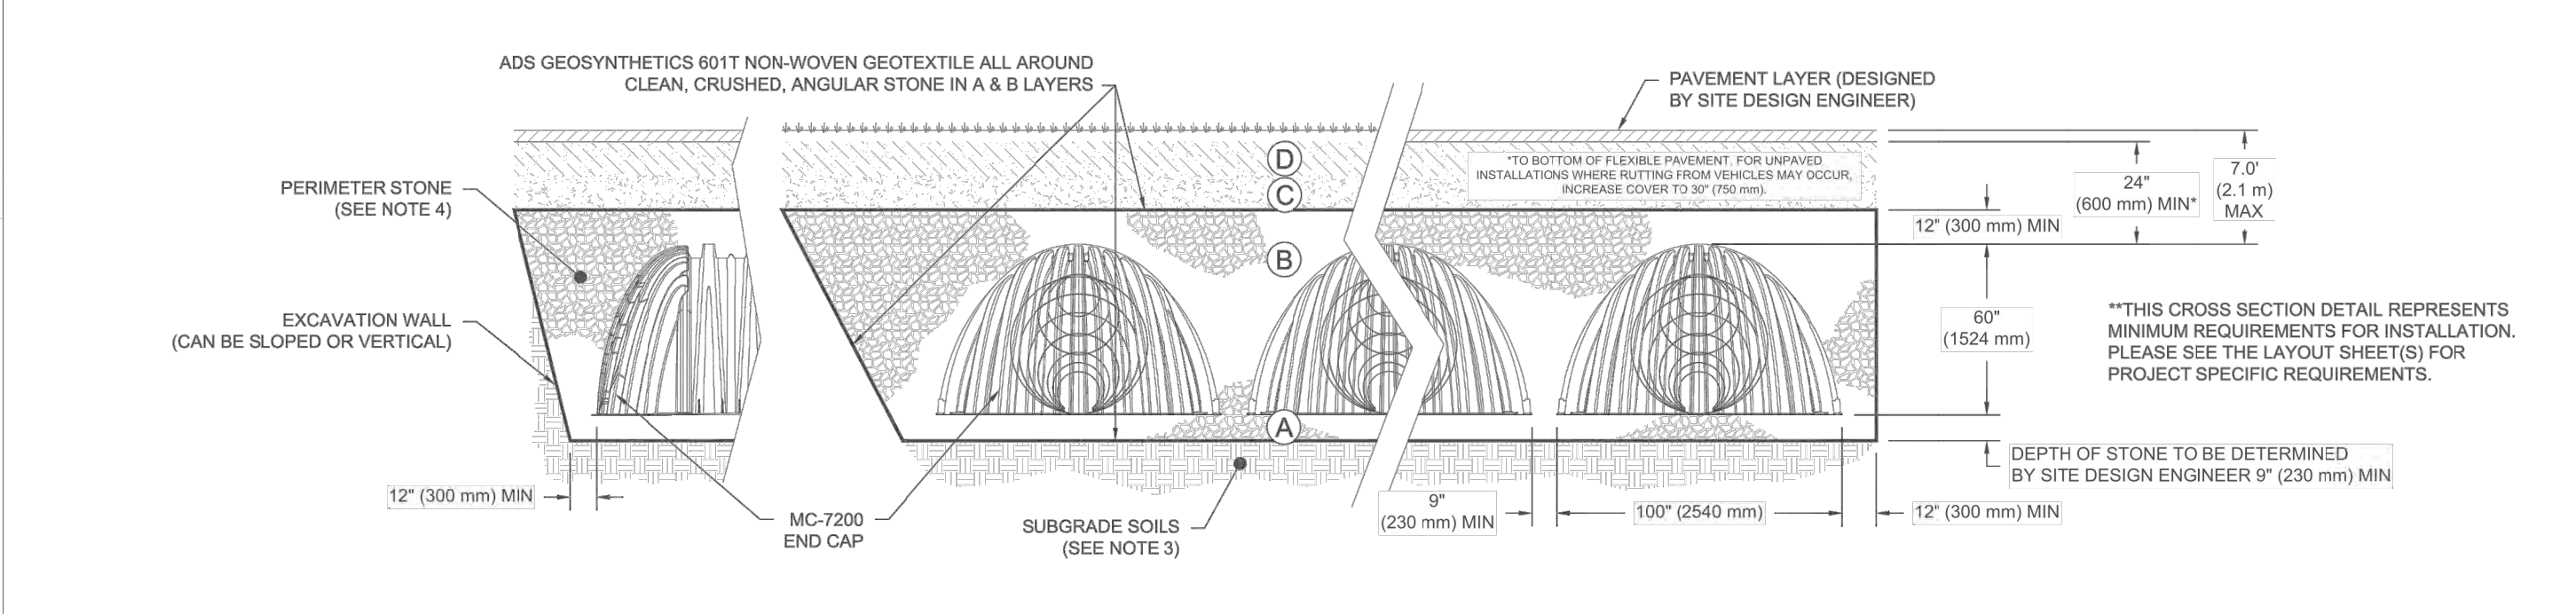 ADS GEOSYNTHETICS 601T NON-WOVEN GEOTEXTILE ALL AROUND
CLEAN, CRUSHED, ANGULAR STONE IN A & B LAYERS
PAVEMENT LAYER (DESIGNED
BY SITE DESIGN ENGINEER)
PERIMETER STONE
(SEE NOTE 4)
EXCAVATION WALL
(CAN BE SLOPED OR VERTICAL)
D
C
B
A
*TO BOTTOM OF FLEXIBLE PAVEMENT. FOR UNPAVED
INSTALLATIONS WHERE RUTTING FROM VEHICLES MAY OCCUR,
INCREASE COVER TO 30" (750 mm).
24"
(600 mm) MIN*
7.0'
(2.1 m)
MAX
12" (300 mm) MIN
60"
(1524 mm)
**THIS CROSS SECTION DETAIL REPRESENTS
MINIMUM REQUIREMENTS FOR INSTALLATION.
PLEASE SEE THE LAYOUT SHEET(S) FOR
PROJECT SPECIFIC REQUIREMENTS.
DEPTH OF STONE TO BE DETERMINED
BY SITE DESIGN ENGINEER 9" (230 mm) MIN
12" (300 mm) MIN
MC-7200
END CAP
SUBGRADE SOILS
(SEE NOTE 3)
9"
(230 mm) MIN
100" (2540 mm)
12" (300 mm) MIN